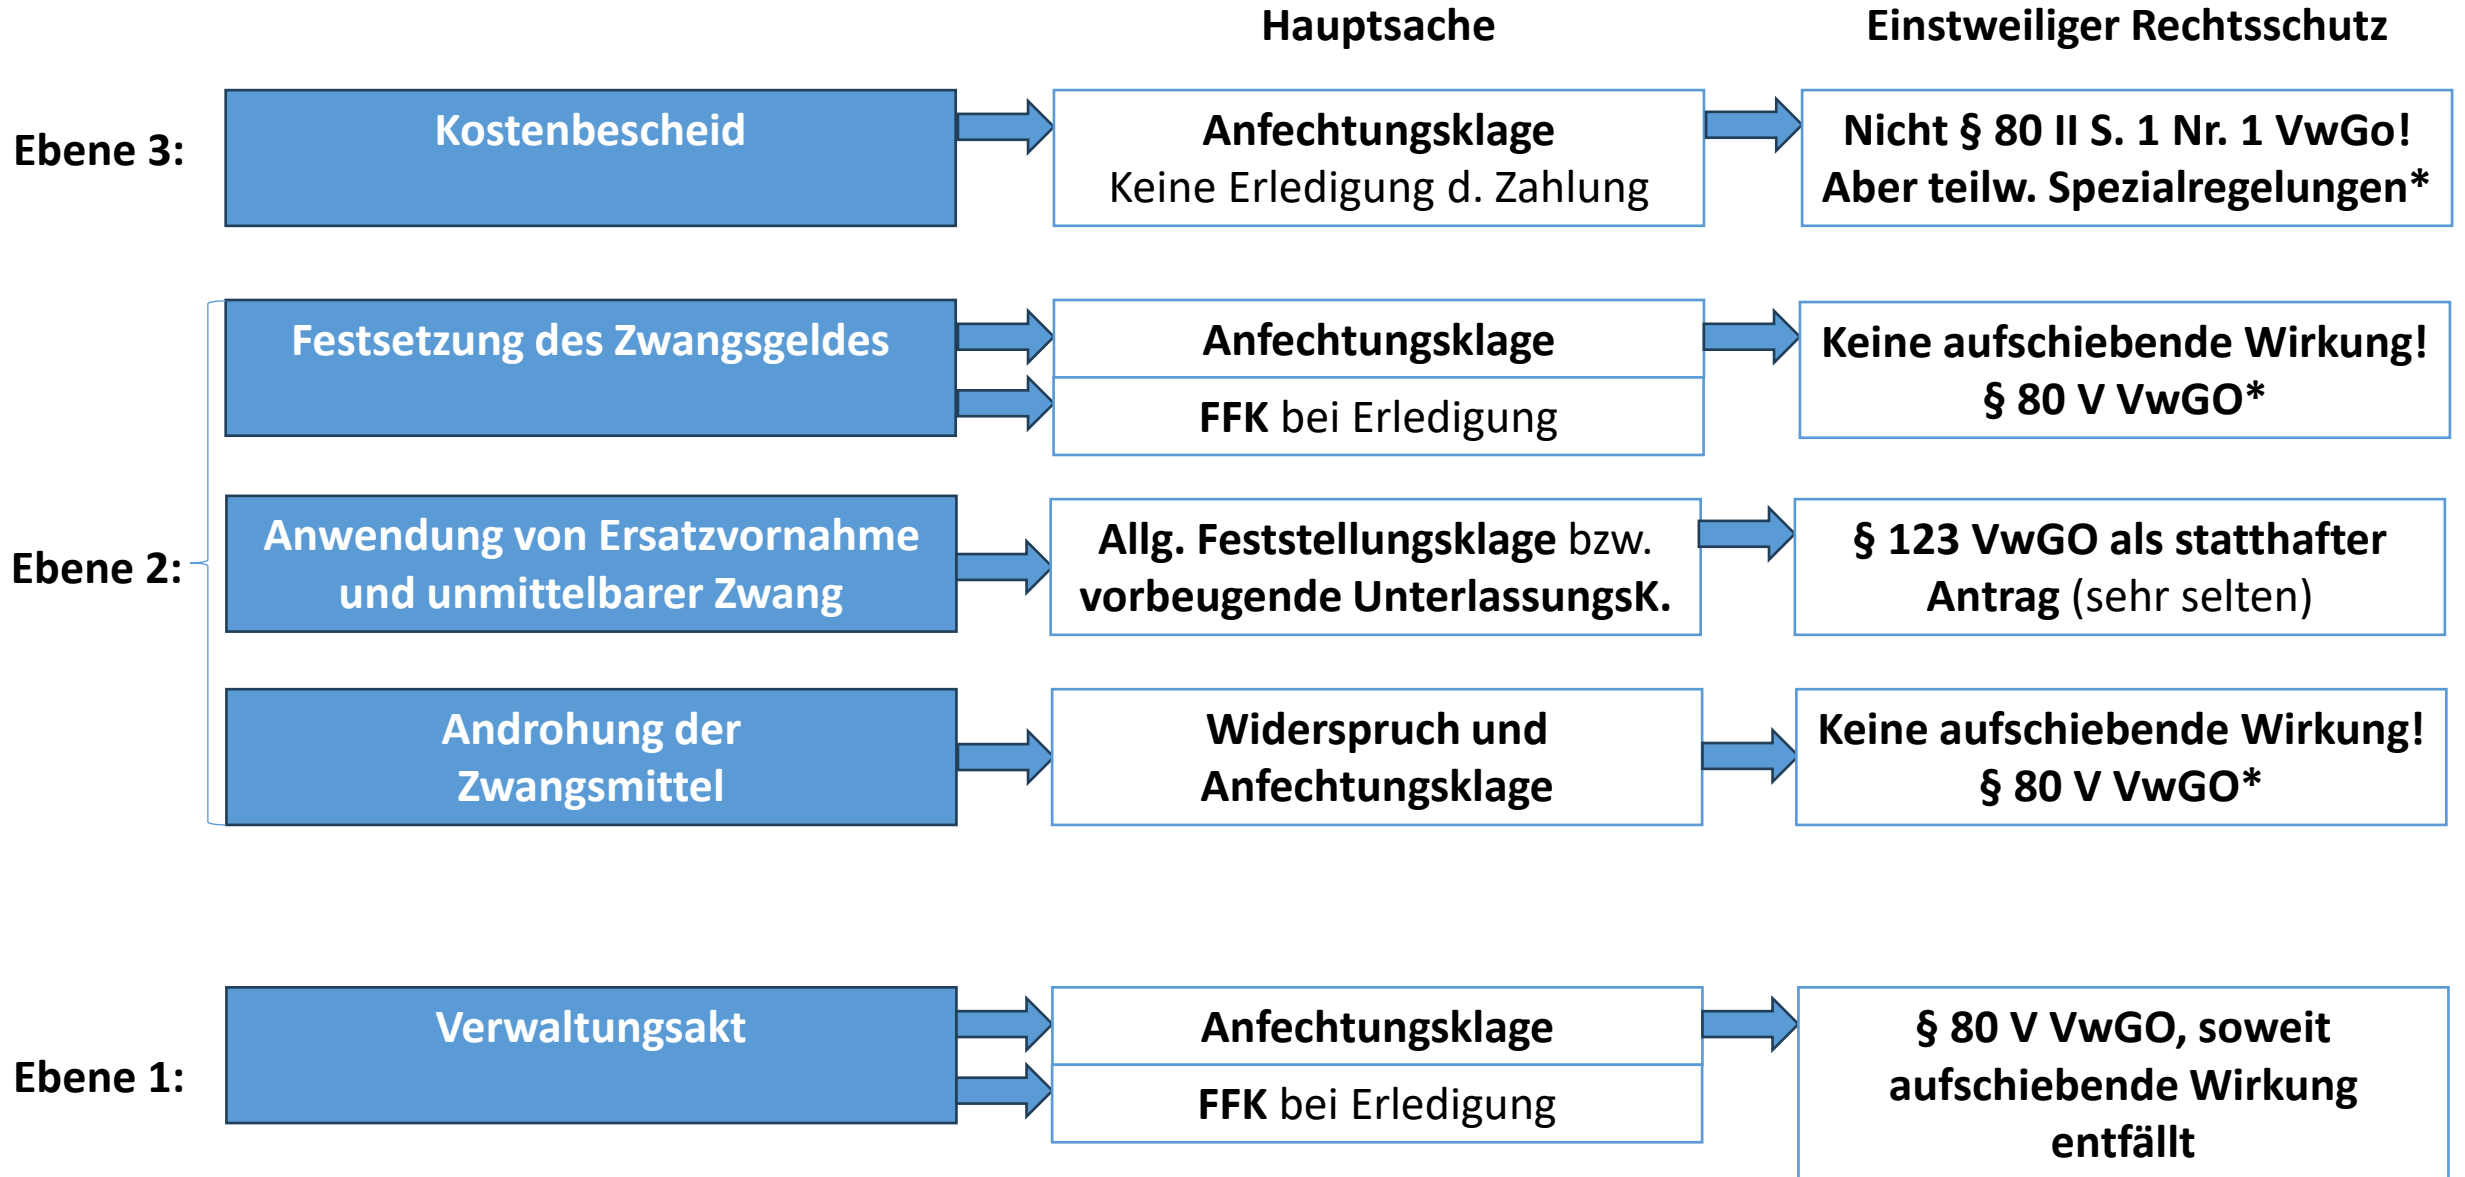 Hauptsache
Einstweiliger Rechtsschutz
Ebene 3:
Kostenbescheid
Anfechtungsklage
Keine Erledigung d. Zahlung
Nicht § 80 II S. 1 Nr. 1 VwGo!
Aber teilw. Spezialregelungen*
Ebene 2:
Festsetzung des Zwangsgeldes
Anfechtungsklage
FFK bei Erledigung
Keine aufschiebende Wirkung!
§ 80 V VwGO*
Anwendung von Ersatzvornahme
und unmittelbarer Zwang
Allg. Feststellungsklage bzw.
vorbeugende UnterlassungsK.
§ 123 VwGO als statthafter
Antrag (sehr selten)
Androhung der
Zwangsmittel
Widerspruch und
Anfechtungsklage
Keine aufschiebende Wirkung!
§ 80 V VwGO*
Ebene 1:
Verwaltungsakt
Anfechtungsklage
FFK bei Erledigung
§ 80 V VwGO, soweit
aufschiebende Wirkung
entfällt